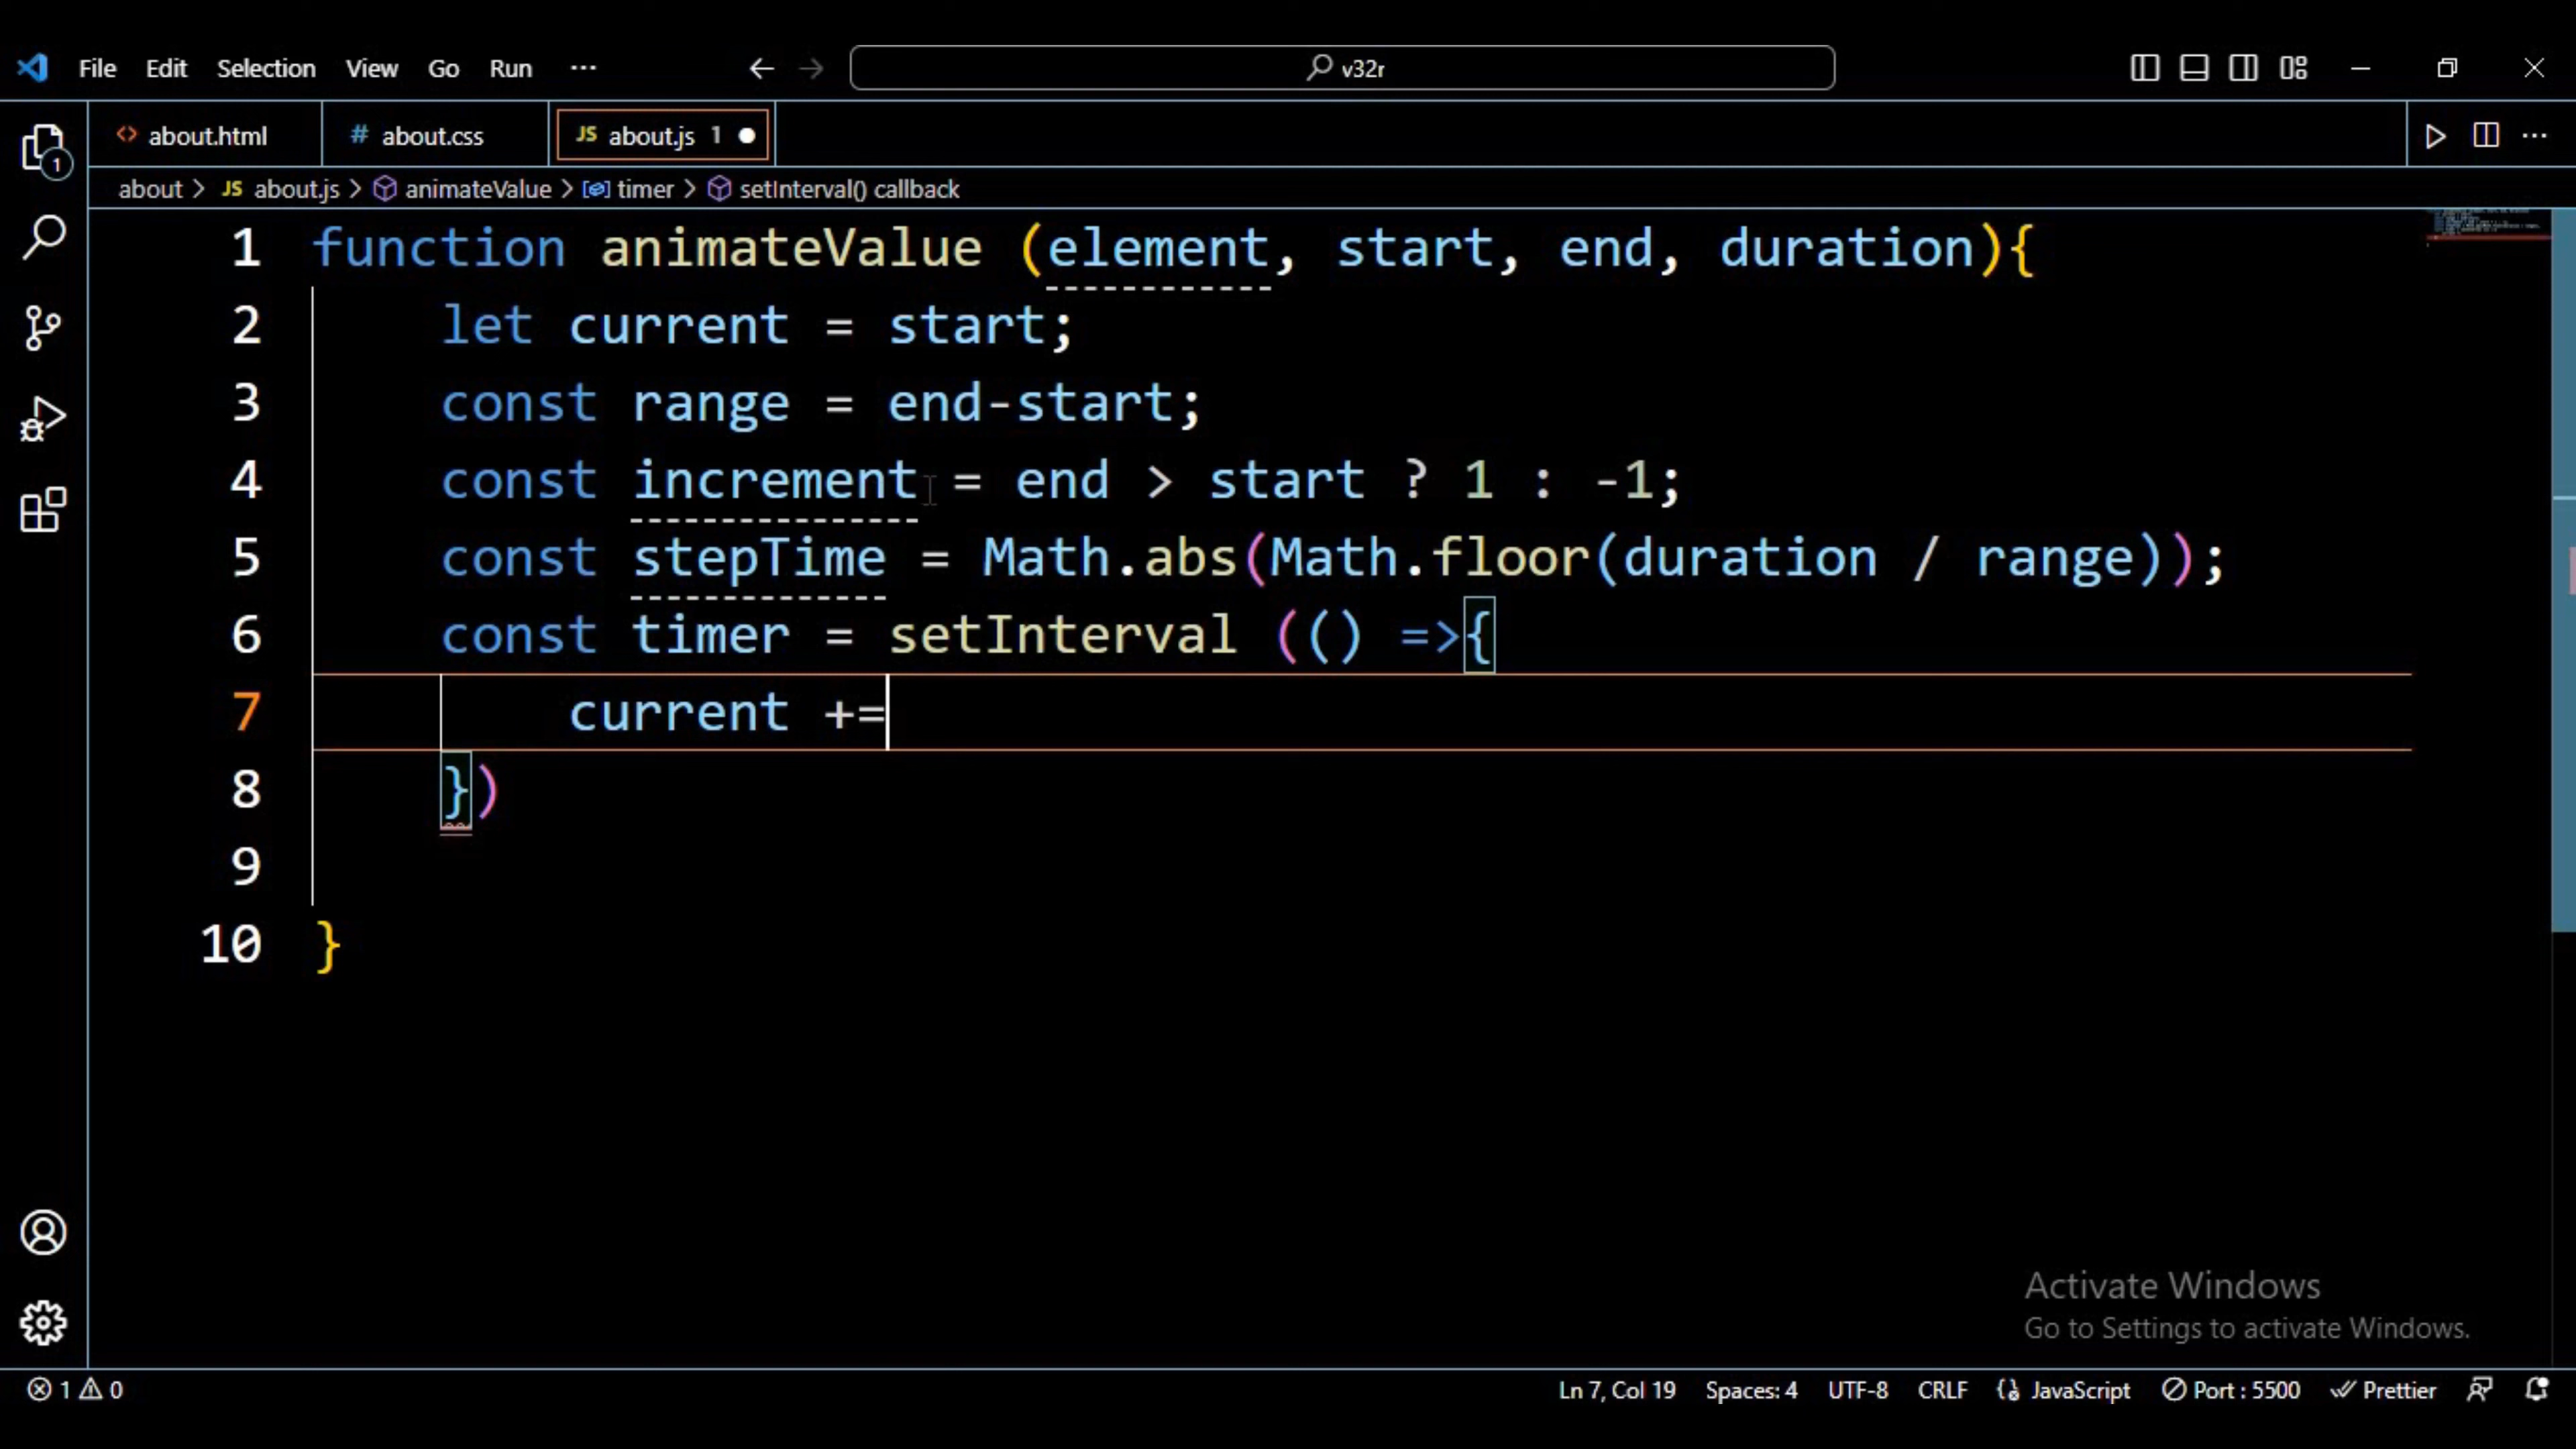 File Edit Selection View Go Run ··· v32r
about.html about.css about.js 1
about > about.js > animateValue > timer > setInterval() callback
1 function animateValue (element, start, end, duration){
2 let current = start;
3 const range = end-start;
4 const increment = end > start ? 1 : -1;
5 const stepTime = Math.abs(Math.floor(duration / range));
6 const timer = setInterval (() =>{
7 current +=
8 })
9
10 }
Activate Windows
Go to Settings to activate Windows.
1 0 Ln 7, Col 19 Spaces: 4 UTF-8 CRLF JavaScript Port : 5500 Prettier